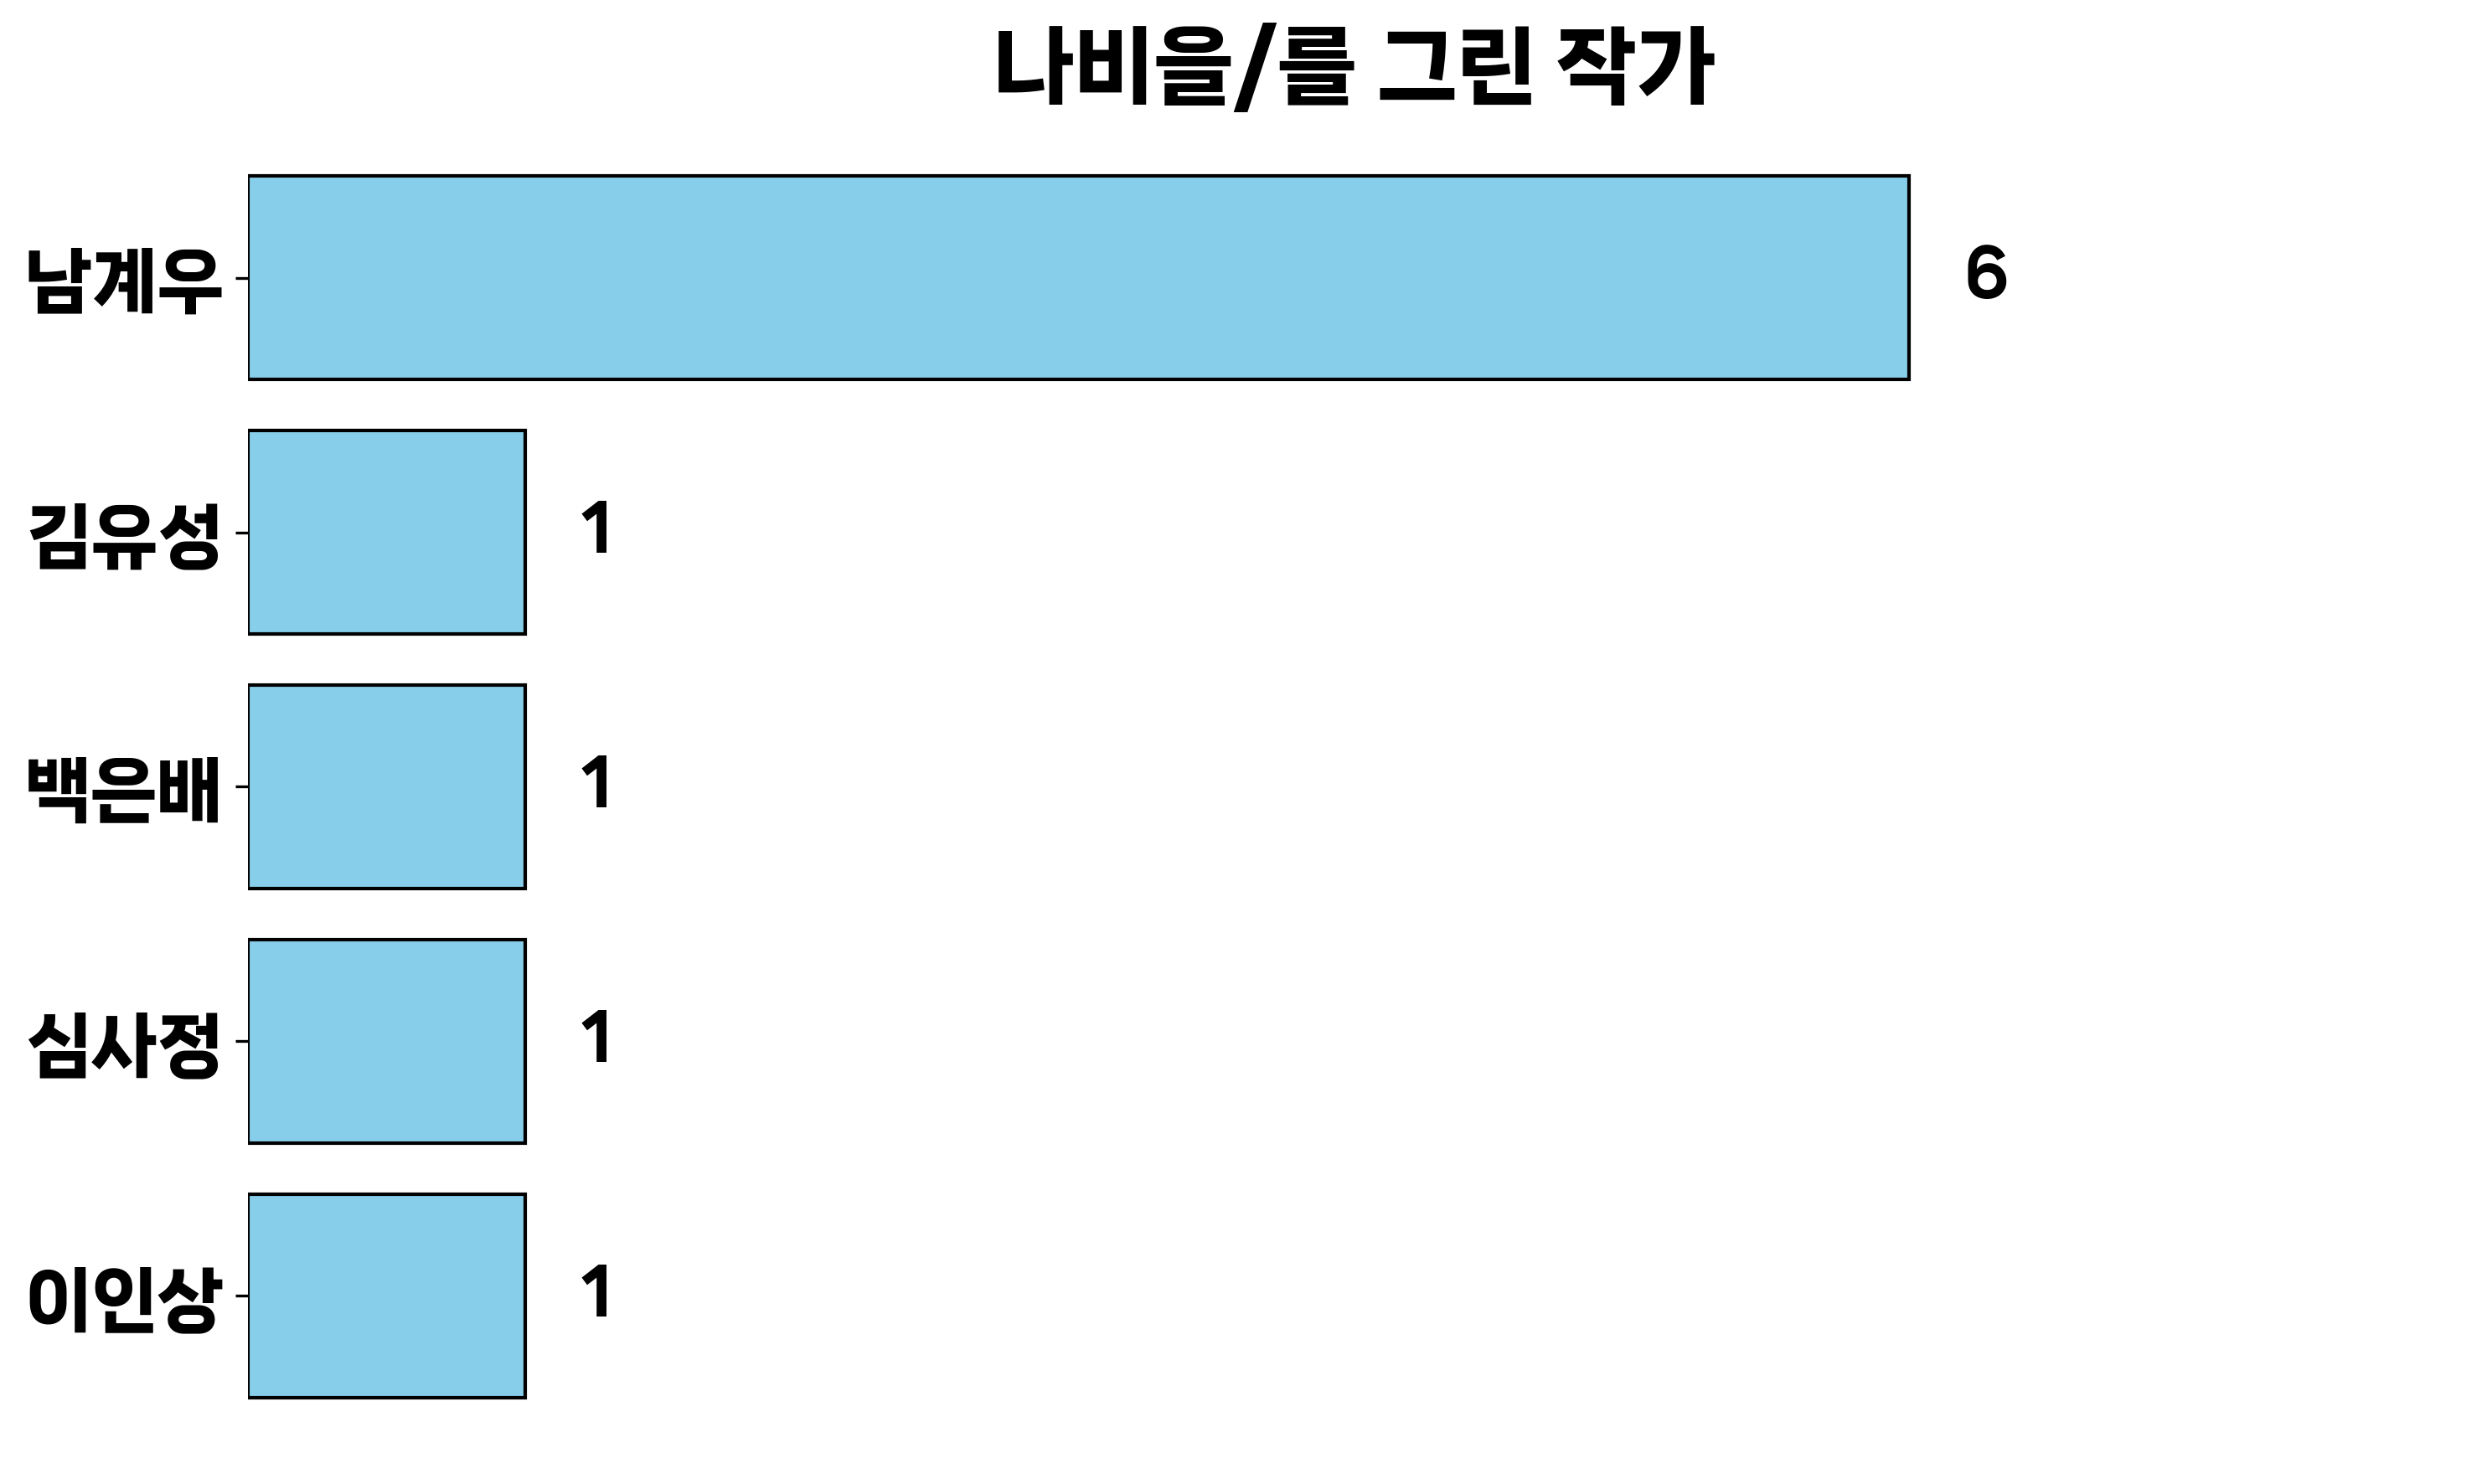 나비을/를 그린 작가
남계우 6
김유성 1
백은배 1
심사정 1
이인상 1